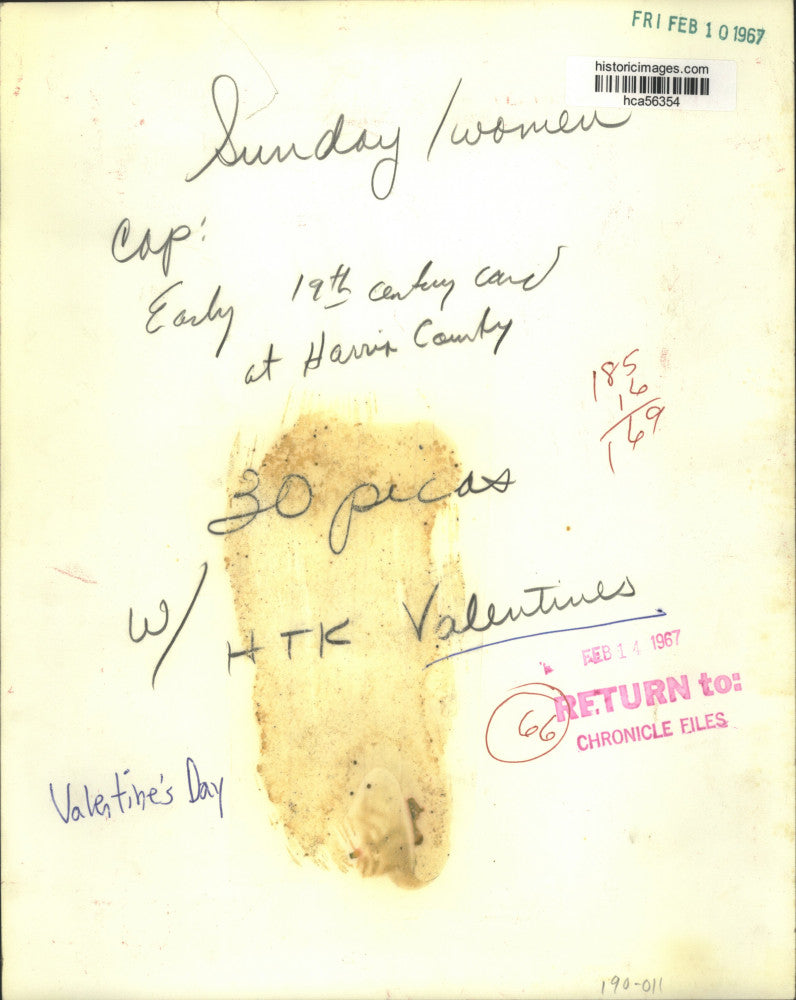 FRI FEB 10 1967
historicimages.com
hca56354
Sunday / women
Cap:
Early 19th century card
at Harris County
185
16
169
30 picas
W/ HTK Valentines
FEB 14 1967
RETURN to:
66
CHRONICLE FILES
Valentine's Day
190-011